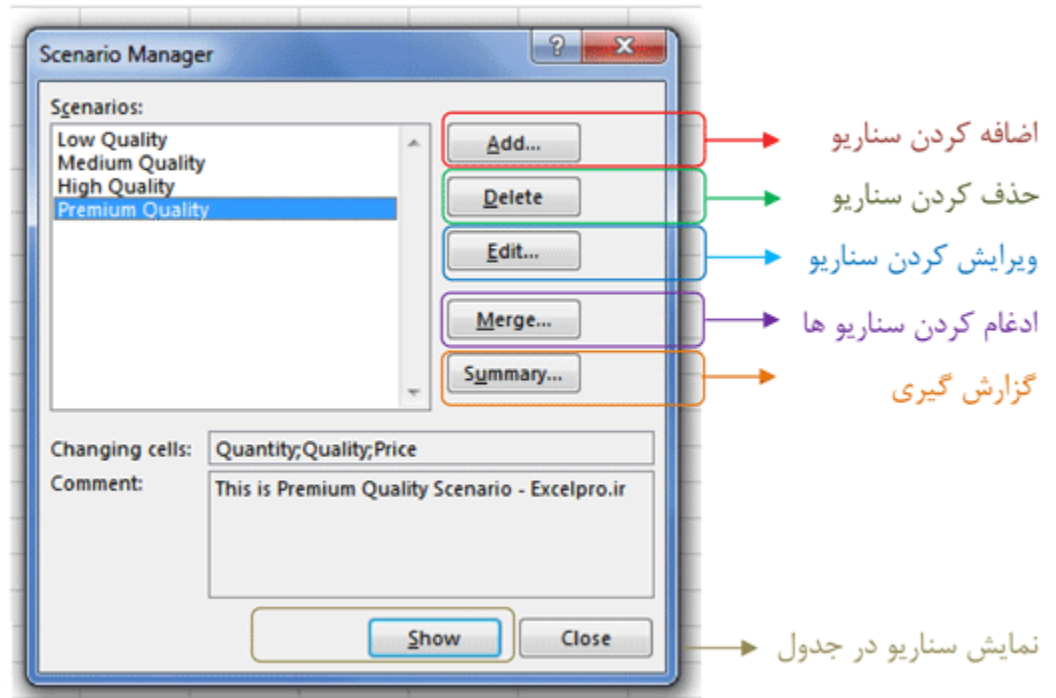 Scenario Manager
Scenarios:
Low Quality
Medium Quality
High Quality
Premium Quality
Add...
اضافه کردن سناریو
Delete
حذف کردن سناریو
Edit...
ویرایش کردن سناریو
Merge...
ادغام کردن سناریو ها
Summary...
گزارش گیری
Changing cells:
Quantity;Quality;Price
Comment:
This is Premium Quality Scenario - Excelpro.ir
Show
Close
نمایش سناریو در جدول